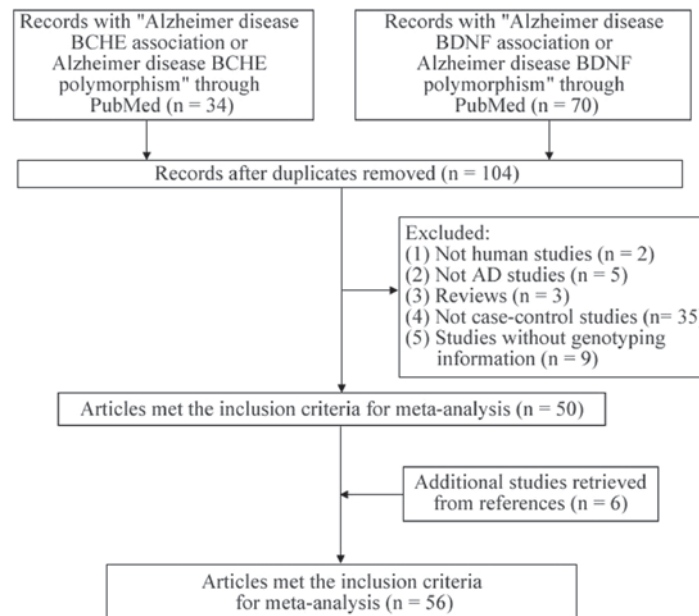 Records with "Alzheimer disease
BCHE association or
Alzheimer disease BCHE
polymorphism" through
PubMed (n = 34)
Records with "Alzheimer disease
BDNF association or
Alzheimer disease BDNF
polymorphism" through
PubMed (n = 70)
Records after duplicates removed (n = 104)
Excluded:
(1) Not human studies (n = 2)
(2) Not AD studies (n = 5)
(3) Reviews (n = 3)
(4) Not case-control studies (n= 35
(5) Studies without genotyping
information (n = 9)
Articles met the inclusion criteria for meta-analysis (n = 50)
Additional studies retrieved
from references (n = 6)
Articles met the inclusion criteria
for meta-analysis (n = 56)